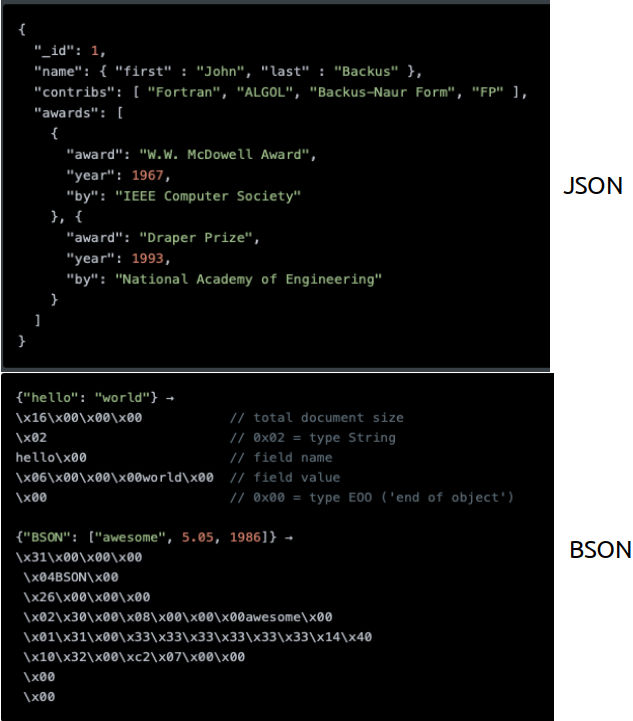 {
  "_id": 1,
  "name": { "first" : "John", "last" : "Backus" },
  "contribs": [ "Fortran", "ALGOL", "Backus-Naur Form", "FP" ],
  "awards": [
    {
      "award": "W.W. McDowell Award",
      "year": 1967,
      "by": "IEEE Computer Society"
    }, {
      "award": "Draper Prize",
      "year": 1993,
      "by": "National Academy of Engineering"
    }
  ]
}
JSON
{"hello": "world"} →
\x16\x00\x00\x00           // total document size
\x02                       // 0x02 = type String
hello\x00                  // field name
\x06\x00\x00\x00world\x00  // field value
\x00                       // 0x00 = type EOO ('end of object')
{"BSON": ["awesome", 5.05, 1986]} →
\x31\x00\x00\x00
 \x04BSON\x00
 \x26\x00\x00\x00
 \x02\x30\x00\x08\x00\x00\x00awesome\x00
 \x01\x31\x00\x33\x33\x33\x33\x33\x33\x14\x40
 \x10\x32\x00\xc2\x07\x00\x00
 \x00
 \x00
BSON